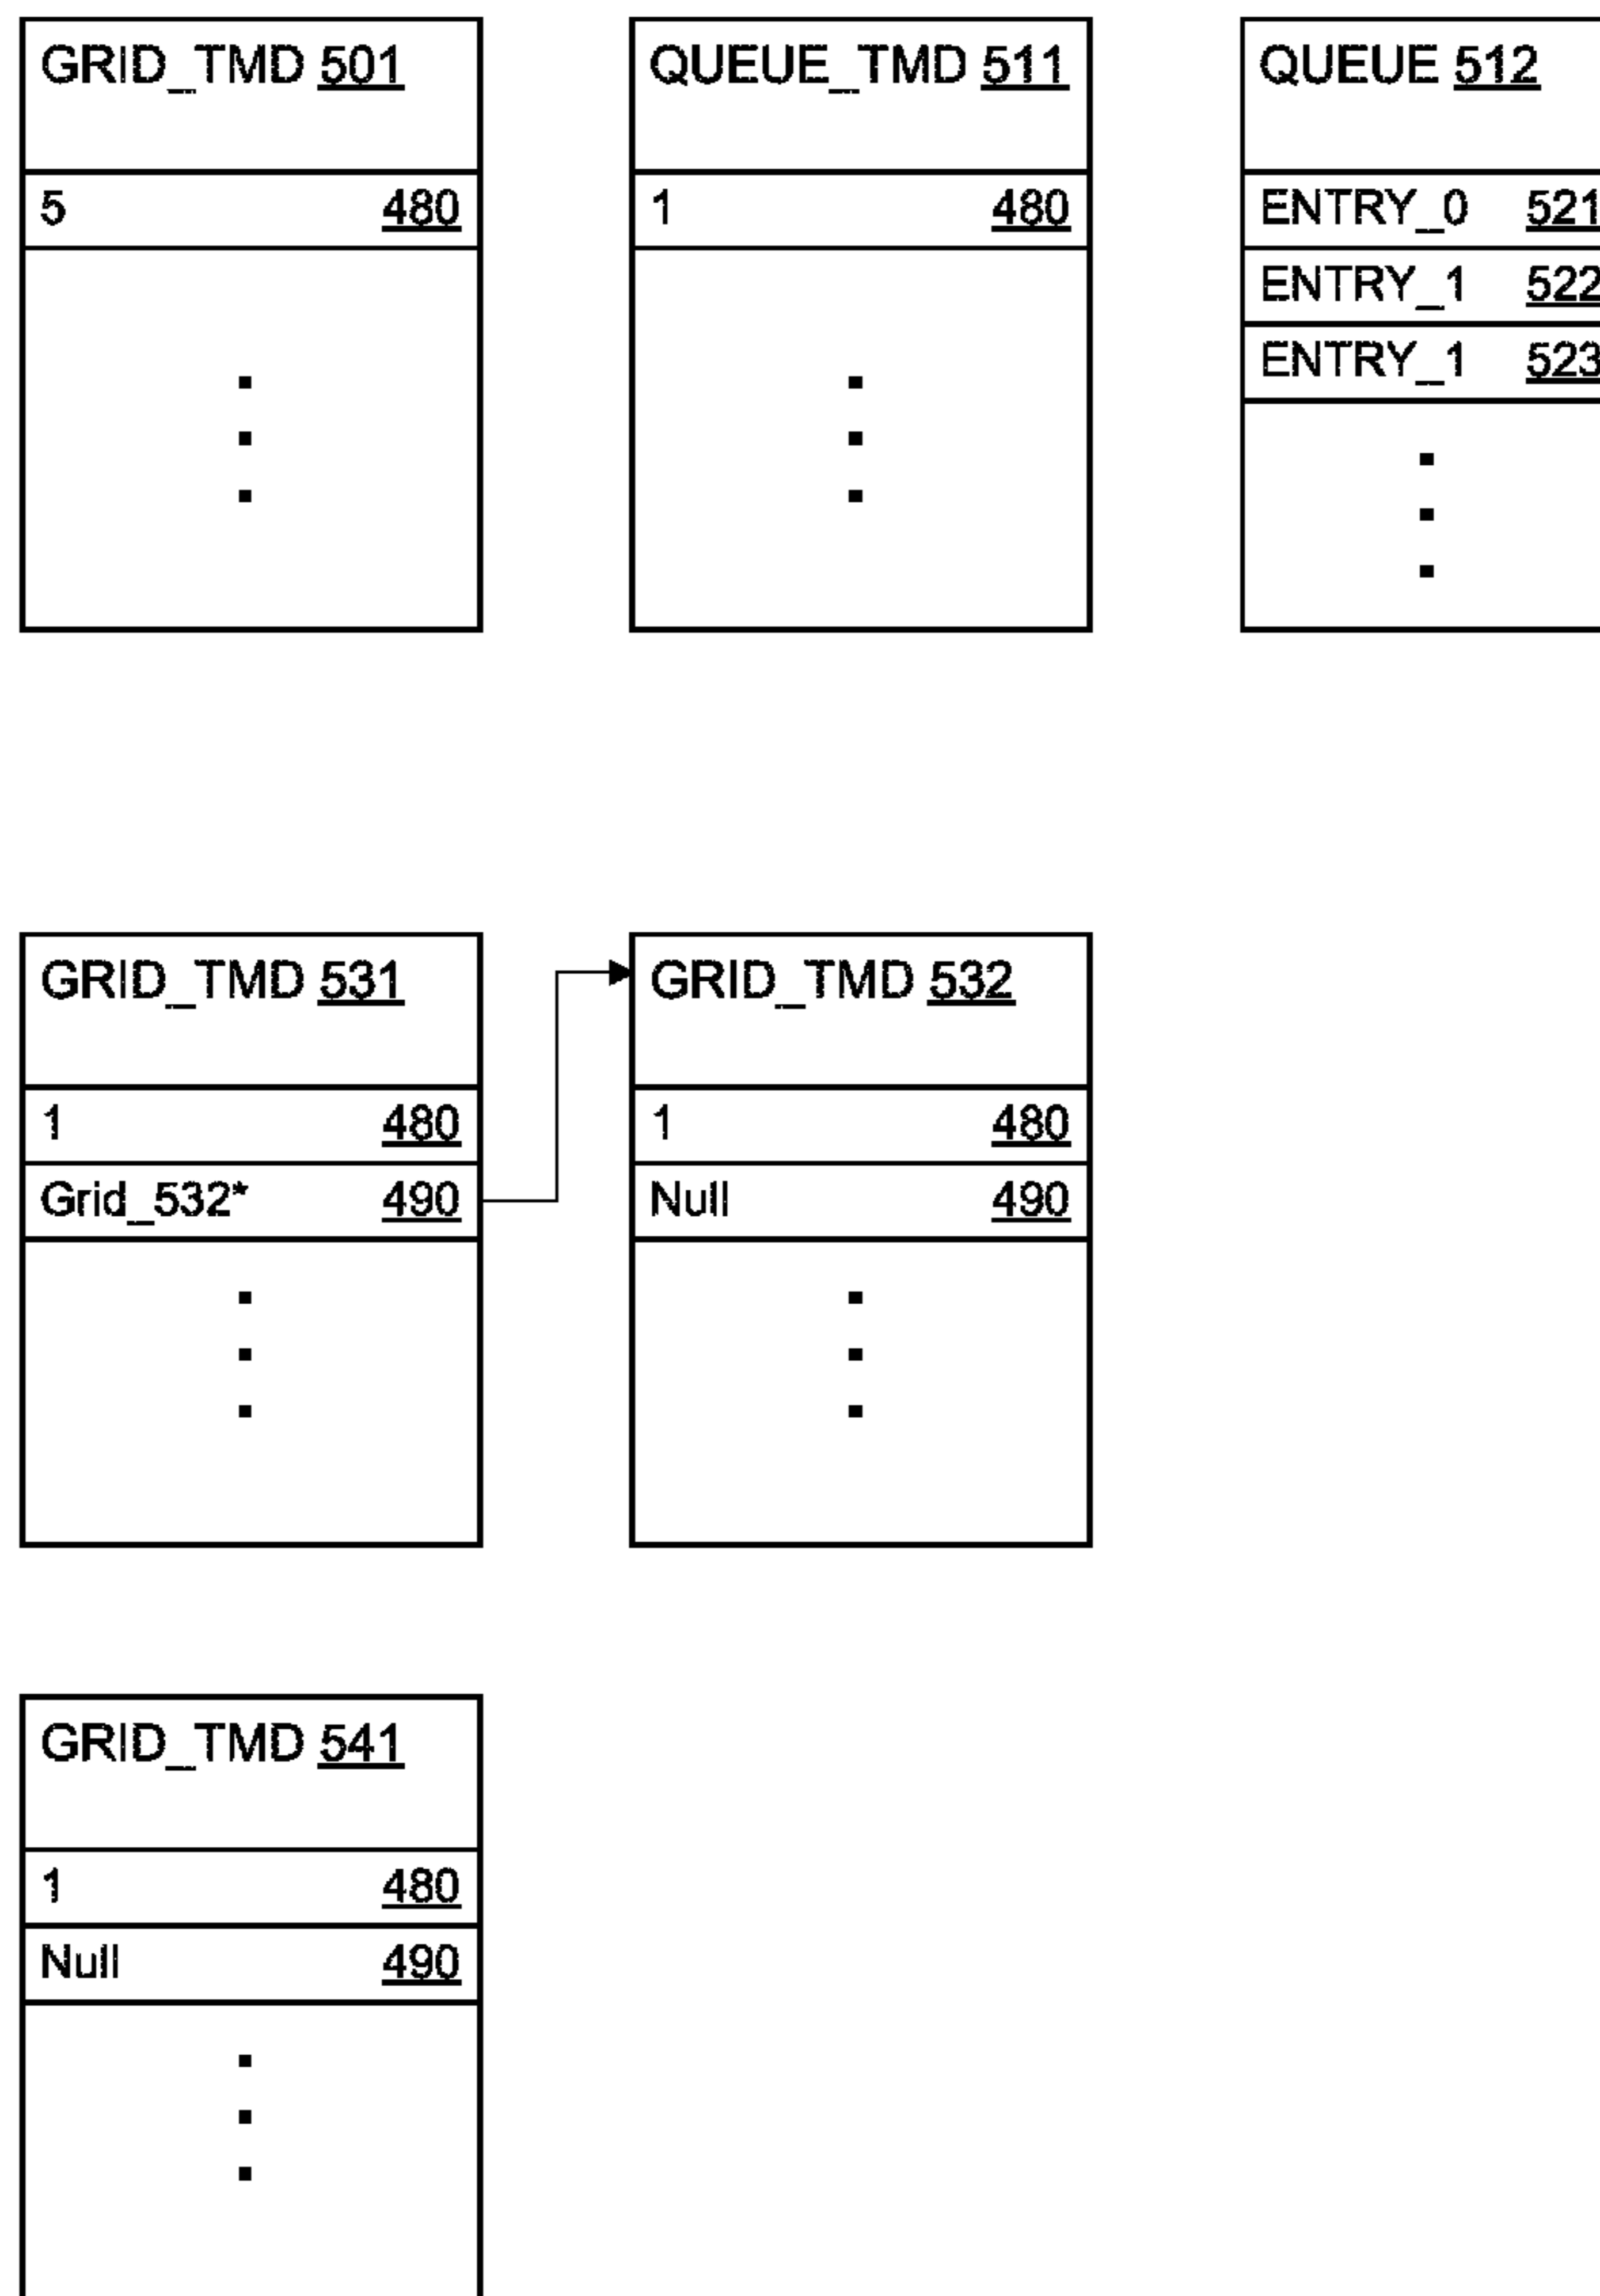 GRID_TMD 501
5 480
QUEUE_TMD 511
1 480
QUEUE 512
ENTRY_0 521
ENTRY_1 522
ENTRY_1 523
GRID_TMD 531
1 480
Grid_532* 490
GRID_TMD 532
1 480
Null 490
GRID_TMD 541
1 480
Null 490